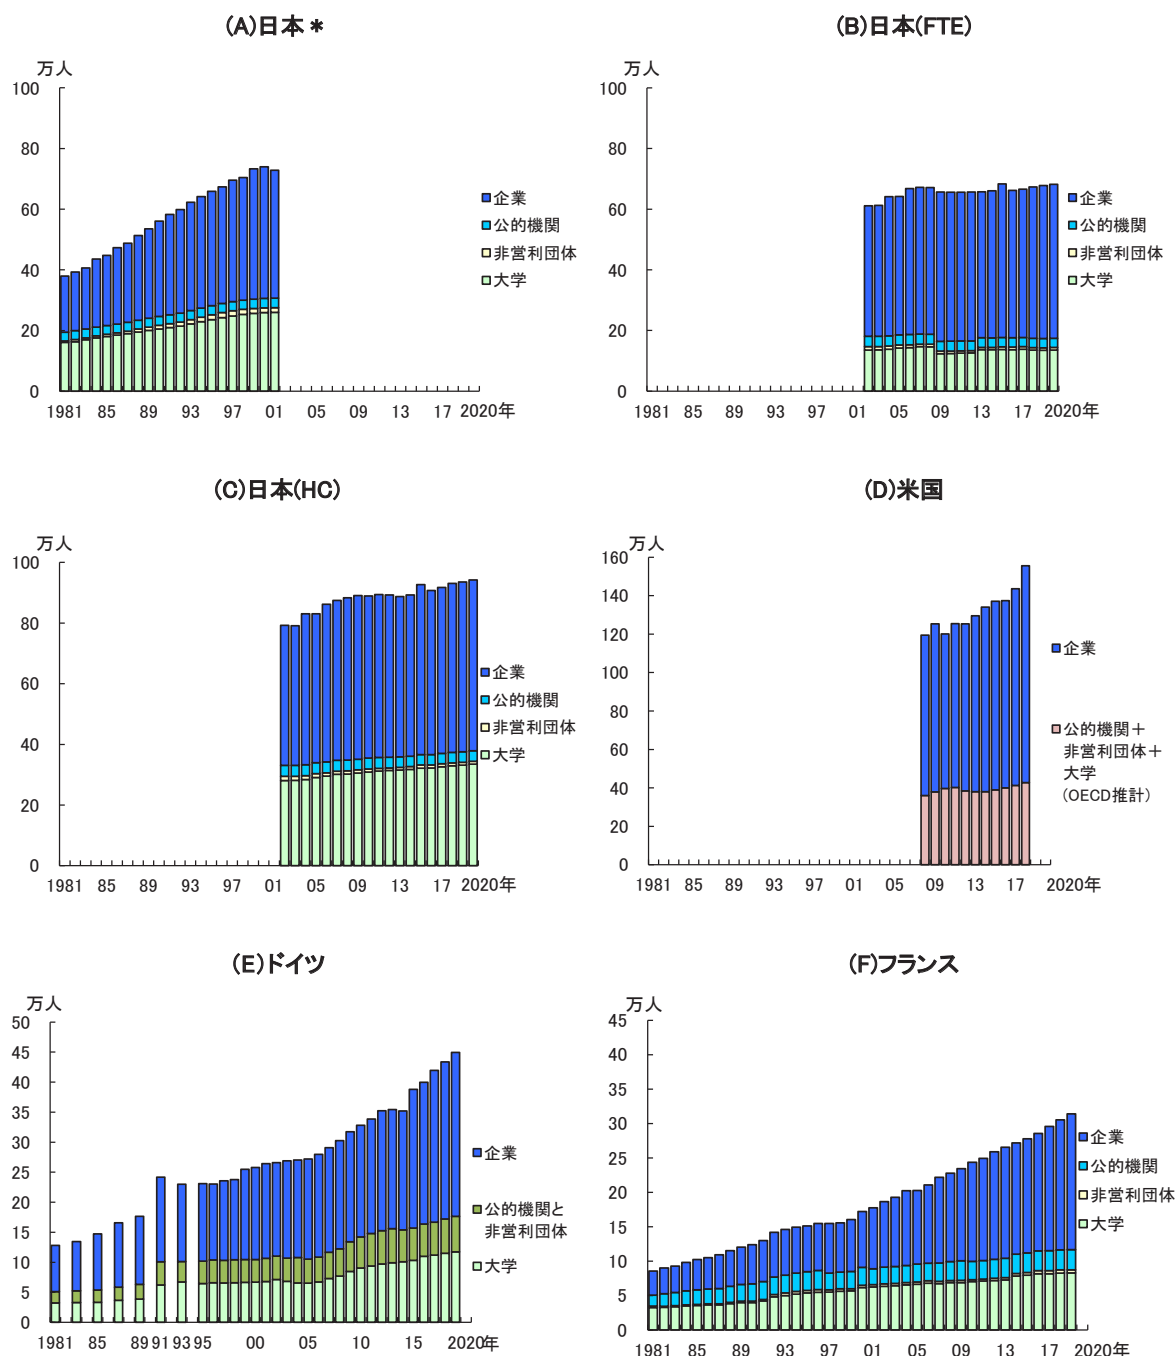 (A)日本＊
万人
100
80
60
40
20
0
1981 85 89 93 97 01 05 09 13 17 2020年
企業
公的機関
非営利団体
大学
(B)日本(FTE)
万人
100
80
60
40
20
0
1981 85 89 93 97 01 05 09 13 17 2020年
企業
公的機関
非営利団体
大学
(C)日本(HC)
万人
100
80
60
40
20
0
1981 85 89 93 97 01 05 09 13 17 2020年
企業
公的機関
非営利団体
大学
(D)米国
万人
160
140
120
100
80
60
40
20
0
1981 85 89 93 97 01 05 09 13 17 2020年
企業
公的機関＋
非営利団体＋
大学
(OECD推計)
(E)ドイツ
万人
50
45
40
35
30
25
20
15
10
5
0
1981 85 89 91 93 95 00 05 10 15 2020年
企業
公的機関と
非営利団体
大学
(F)フランス
万人
45
40
35
30
25
20
15
10
5
0
1981 85 89 93 97 01 05 09 13 17 2020年
企業
公的機関
非営利団体
大学